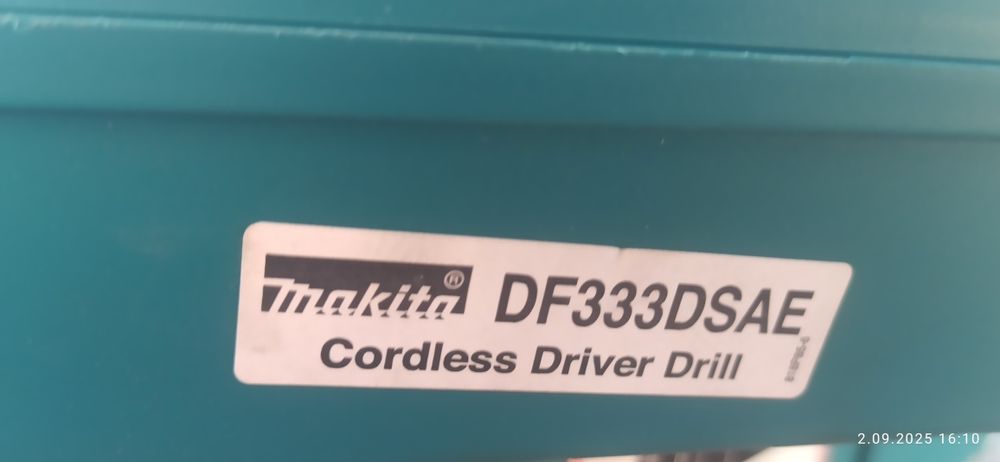 makita® DF333DSAE
Cordless Driver Drill
2.09.2025 16:10